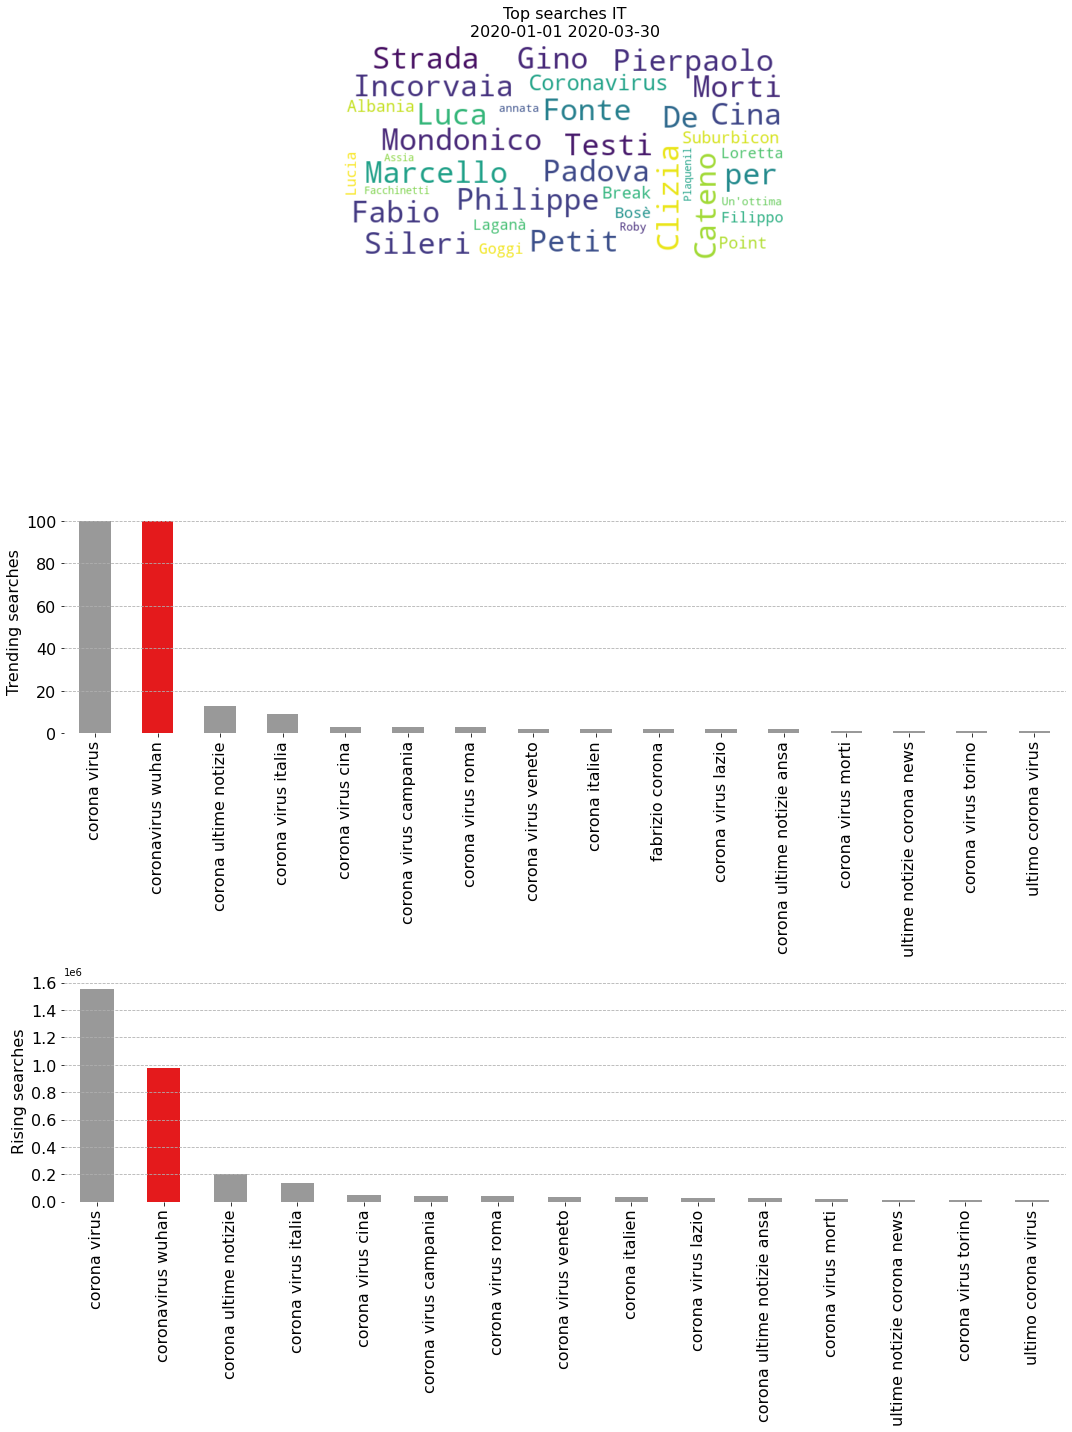 Top searches IT
2020-01-01 2020-03-30
Strada Gino Pierpaolo
Incorvaia Coronavirus Morti
Albania Luca annata Fonte De Cina
Mondonico Testi Suburbicon
Lucia Assia Marcello Padova Clizia Plaquenil Cateno Loretta per
Facchinetti Philippe Break Un'ottima
Fabio Laganà Bosè Roby Filippo
Sileri Goggi Petit Point
Trending searches
100
80
60
40
20
0
corona virus
coronavirus wuhan
corona ultime notizie
corona virus italia
corona virus cina
corona virus campania
corona virus roma
corona virus veneto
corona italien
fabrizio corona
corona virus lazio
corona ultime notizie ansa
corona virus morti
ultime notizie corona news
corona virus torino
ultimo corona virus
Rising searches
1e6
1.6
1.4
1.2
1.0
0.8
0.6
0.4
0.2
0.0
corona virus
coronavirus wuhan
corona ultime notizie
corona virus italia
corona virus cina
corona virus campania
corona virus roma
corona virus veneto
corona italien
corona virus lazio
corona ultime notizie ansa
corona virus morti
ultime notizie corona news
corona virus torino
ultimo corona virus